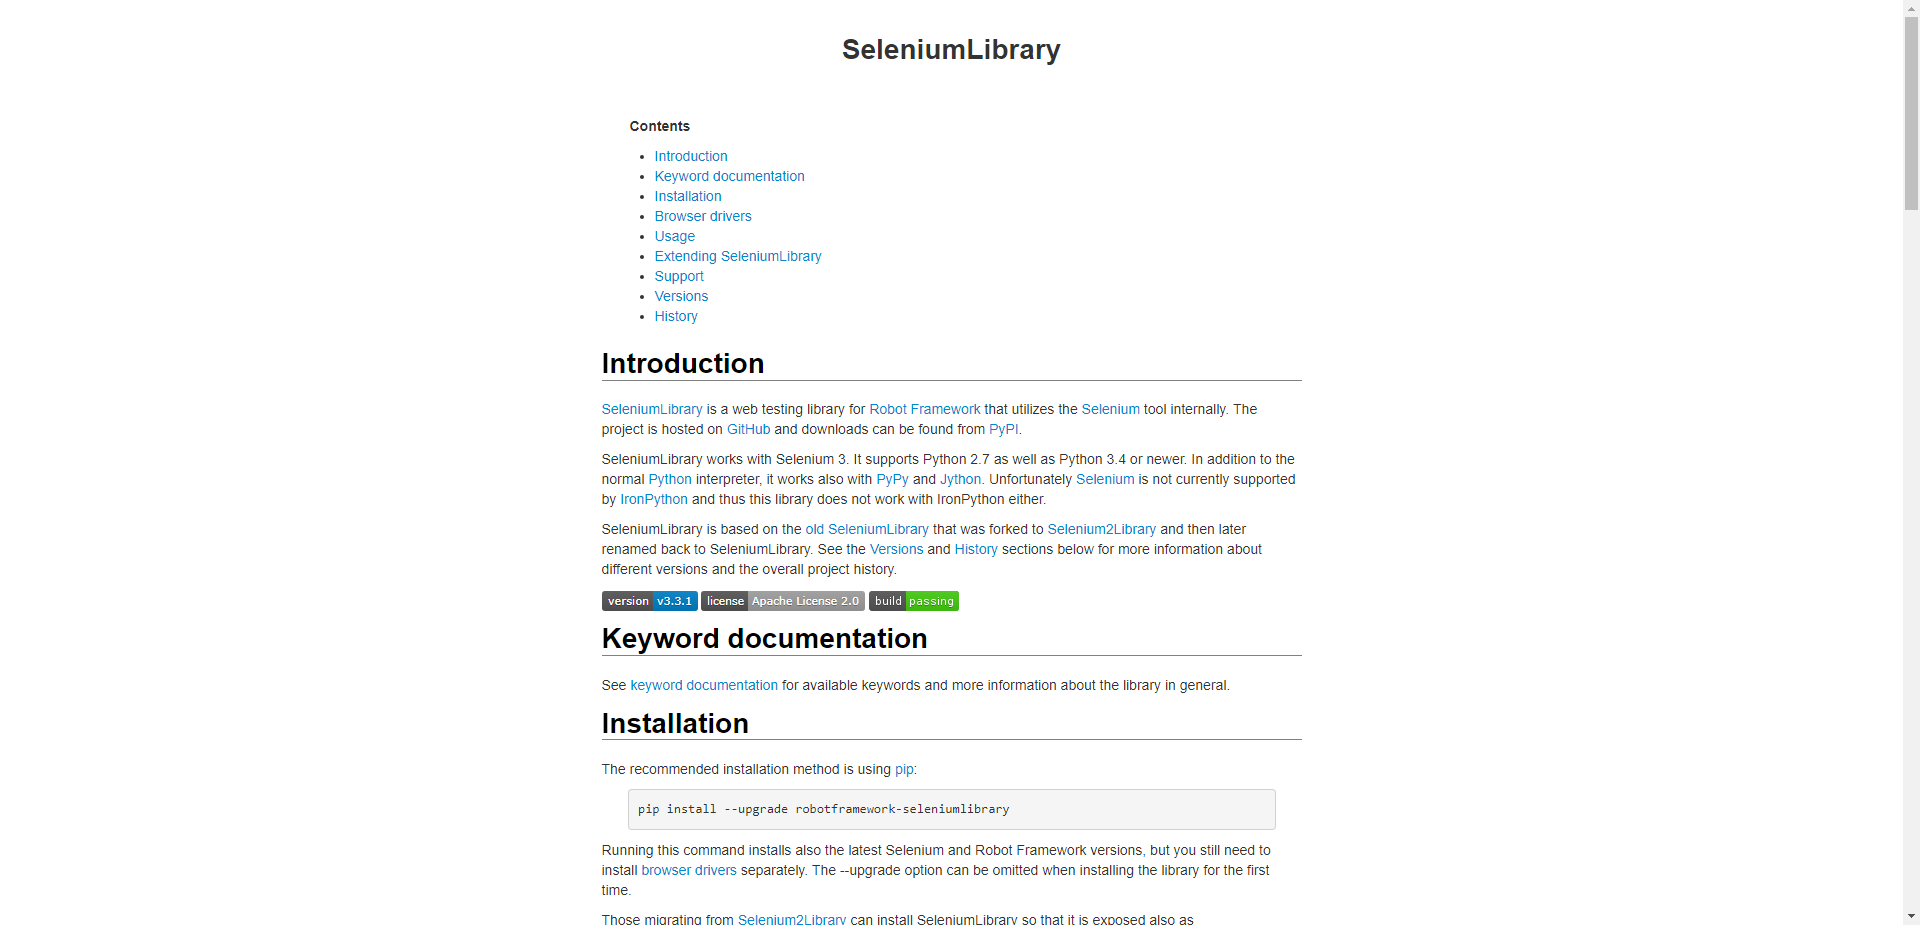 SeleniumLibrary
Contents
Introduction
Keyword documentation
Installation
Browser drivers
Usage
Extending SeleniumLibrary
Support
Versions
History
Introduction
SeleniumLibrary is a web testing library for Robot Framework that utilizes the Selenium tool internally. The
project is hosted on GitHub and downloads can be found from PyPI.
SeleniumLibrary works with Selenium 3. It supports Python 2.7 as well as Python 3.4 or newer. In addition to the
normal Python interpreter, it works also with PyPy and Jython. Unfortunately Selenium is not currently supported
by IronPython and thus this library does not work with IronPython either.
SeleniumLibrary is based on the old SeleniumLibrary that was forked to Selenium2Library and then later
renamed back to SeleniumLibrary. See the Versions and History sections below for more information about
different versions and the overall project history.
version v3.3.1 license Apache License 2.0 build passing
Keyword documentation
See keyword documentation for available keywords and more information about the library in general.
Installation
The recommended installation method is using pip:
pip install --upgrade robotframework-seleniumlibrary
Running this command installs also the latest Selenium and Robot Framework versions, but you still need to
install browser drivers separately. The --upgrade option can be omitted when installing the library for the first
time.
Those migrating from Selenium2Library can install SeleniumLibrary so that it is exposed also as